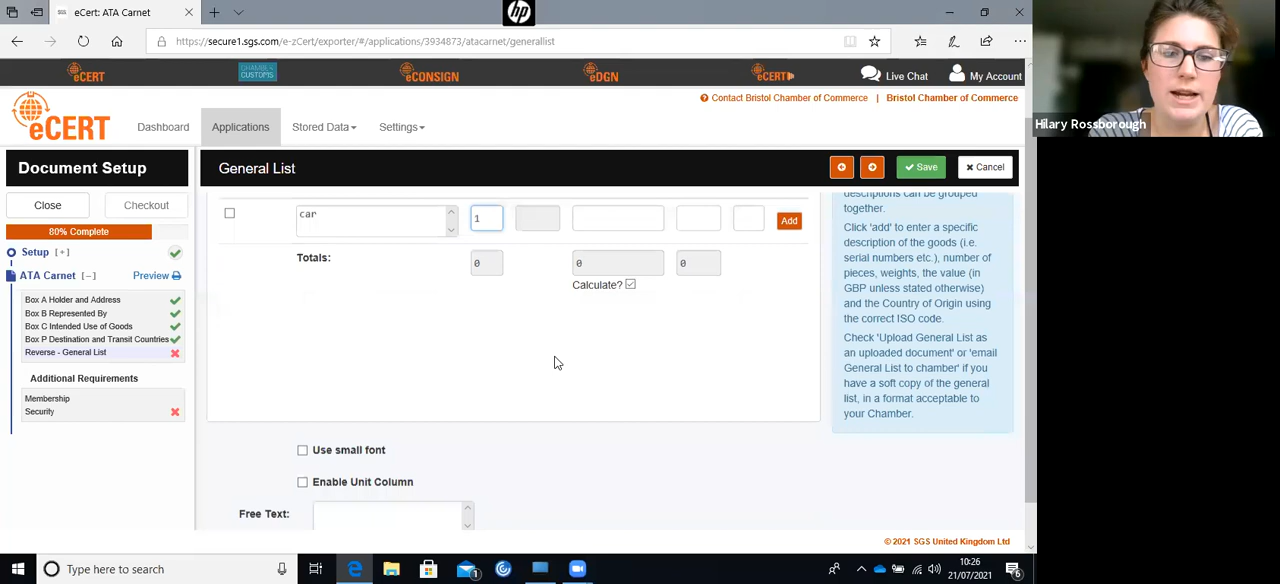 eCert: ATA Carnet
hp
https://secure1.sgs.com/e-zCert/exporter/#/applications/3934873/atacarnet/generallist
eCERT
CHAMBER CUSTOMS
eCONSIGN
eDGN
eCERT
Live Chat
My Account
Contact Bristol Chamber of Commerce | Bristol Chamber of Commerce
eCERT
Dashboard
Applications
Stored Data
Settings
Document Setup
General List
Save
Cancel
Close
Checkout
80% Complete
Setup [+]
ATA Carnet [–]
Preview
Box A Holder and Address
Box B Represented By
Box C Intended Use of Goods
Box P Destination and Transit Countries
Reverse - General List
Additional Requirements
Membership
Security
car
1
Add
Totals:
0
0
0
Calculate?
Use small font
Enable Unit Column
Free Text:
descriptions can be grouped
together.
Click 'add' to enter a specific
description of the goods (i.e.
serial numbers etc.), number of
pieces, weights, the value (in
GBP unless stated otherwise)
and the Country of Origin using
the correct ISO code.
Check 'Upload General List as
an uploaded document' or 'email
General List to chamber' if you
have a soft copy of the general
list, in a format acceptable to
your Chamber.
© 2021 SGS United Kingdom Ltd
Hilary Rossborough
Type here to search
1
10:26
21/07/2021
6